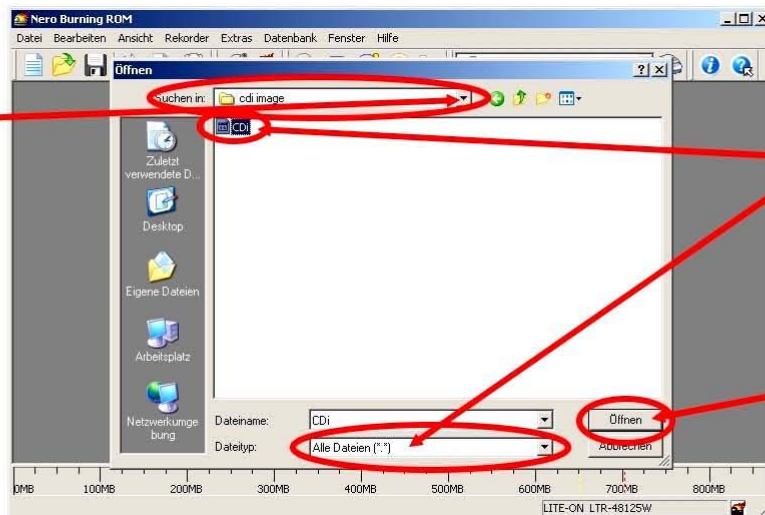 Nero Burning ROM
Datei Bearbeiten Ansicht Rekorder Extras Datenbank Fenster Hilfe
Öffnen
Suchen in: cdi image
CDi
Zuletzt
verwendete D...
Desktop
Eigene Dateien
Arbeitsplatz
Netzwerkumge
bung
Dateiname: CDi Öffnen
Dateityp: Alle Dateien (*.*) Abbrechen
0MB 100MB 200MB 300MB 400MB 500MB 600MB 700MB 800MB
LITE-ON LTR-48125W